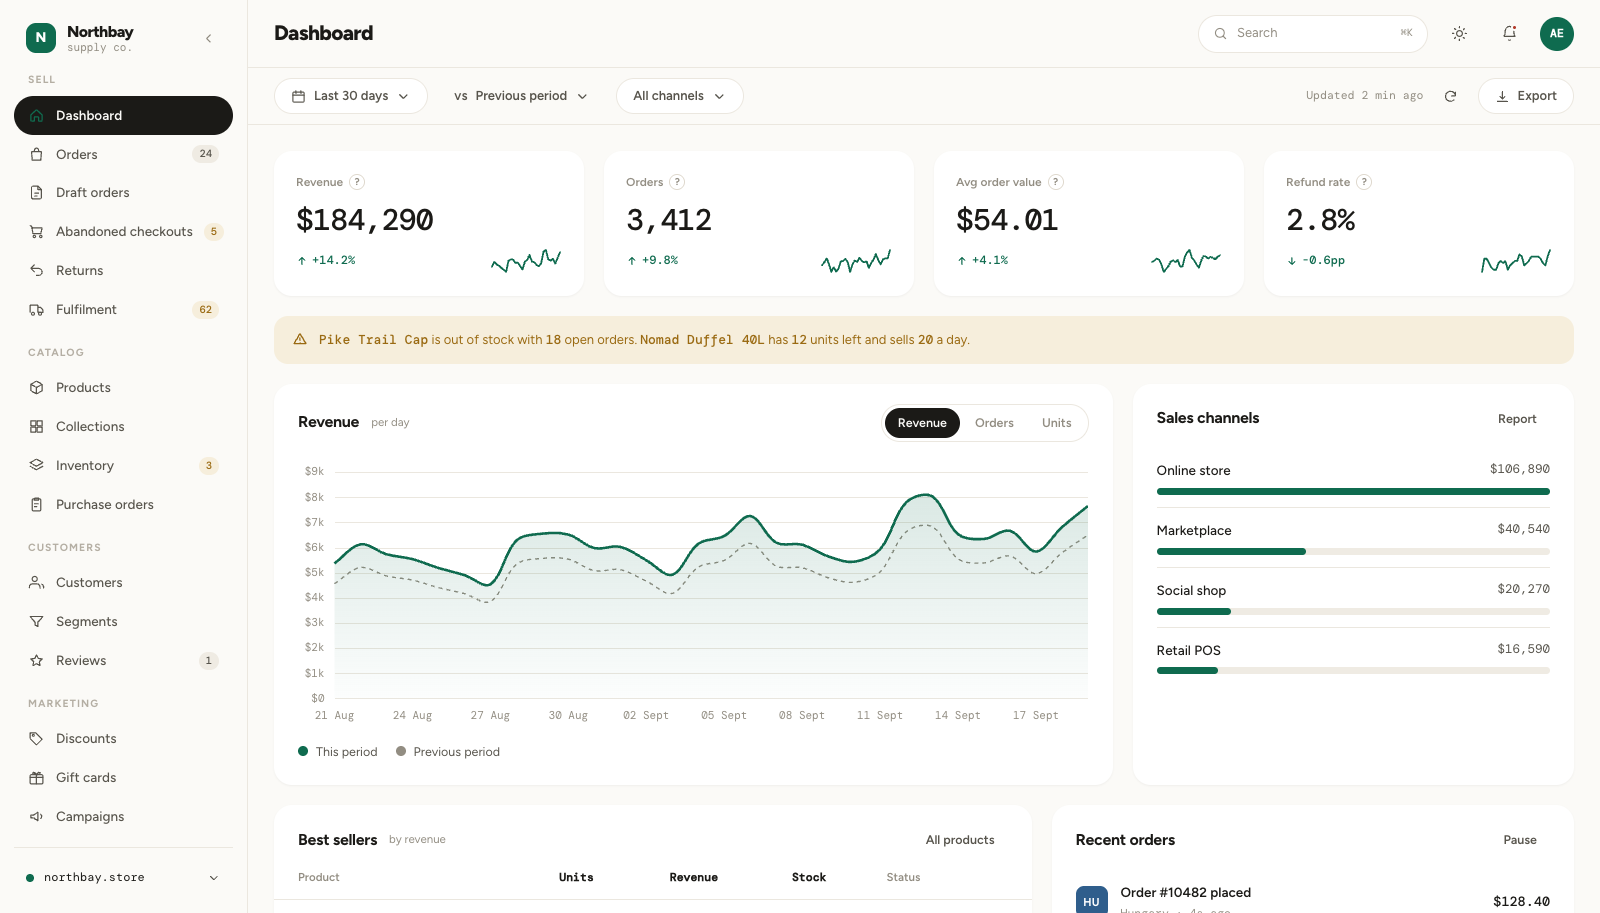 N
Northbay
supply co.
SELL
Dashboard
Orders 24
Draft orders
Abandoned checkouts 5
Returns
Fulfilment 62
CATALOG
Products
Collections
Inventory 3
Purchase orders
CUSTOMERS
Customers
Segments
Reviews 1
MARKETING
Discounts
Gift cards
Campaigns
northbay.store
Dashboard
Search ⌘K
AE
Last 30 days
vs Previous period
All channels
Updated 2 min ago
Export
Revenue ?
$184,290
↑ +14.2%
Orders ?
3,412
↑ +9.8%
Avg order value ?
$54.01
↑ +4.1%
Refund rate ?
2.8%
↓ -0.6pp
Pike Trail Cap is out of stock with 18 open orders. Nomad Duffel 40L has 12 units left and sells 20 a day.
Revenue per day
Revenue Orders Units
$9k
$8k
$7k
$6k
$5k
$4k
$3k
$2k
$1k
$0
21 Aug 24 Aug 27 Aug 30 Aug 02 Sept 05 Sept 08 Sept 11 Sept 14 Sept 17 Sept
This period Previous period
Sales channels Report
Online store $106,890
Marketplace $40,540
Social shop $20,270
Retail POS $16,590
Best sellers by revenue All products
Product Units Revenue Stock Status
Recent orders Pause
HU
Order #10482 placed
$128.40
Hungary · 4s ago